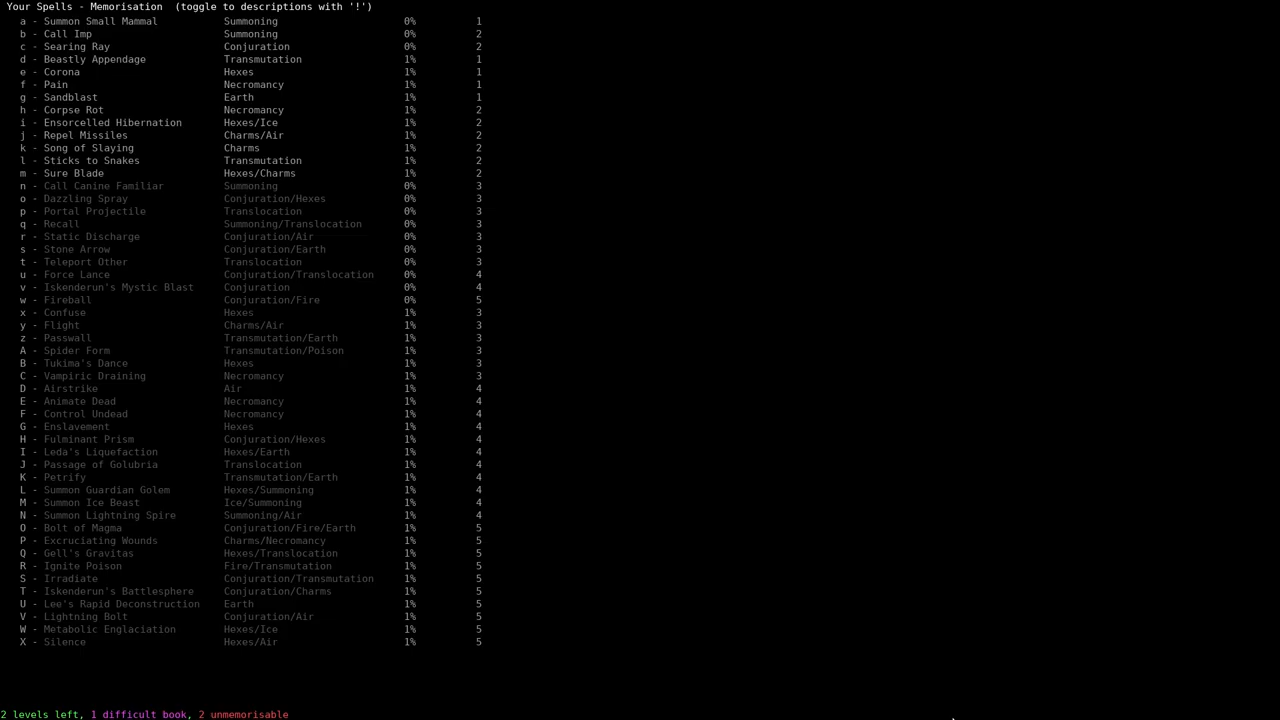 Your Spells - Memorisation (toggle to descriptions with '!')
a - Summon Small Mammal Summoning 0% 1
b - Call Imp Summoning 0% 2
c - Searing Ray Conjuration 0% 2
d - Beastly Appendage Transmutation 1% 1
e - Corona Hexes 1% 1
f - Pain Necromancy 1% 1
g - Sandblast Earth 1% 1
h - Corpse Rot Necromancy 1% 2
i - Ensorcelled Hibernation Hexes/Ice 1% 2
j - Repel Missiles Charms/Air 1% 2
k - Song of Slaying Charms 1% 2
l - Sticks to Snakes Transmutation 1% 2
m - Sure Blade Hexes/Charms 1% 2
n - Call Canine Familiar Summoning 0% 3
o - Dazzling Spray Conjuration/Hexes 0% 3
p - Portal Projectile Translocation 0% 3
q - Recall Summoning/Translocation 0% 3
r - Static Discharge Conjuration/Air 0% 3
s - Stone Arrow Conjuration/Earth 0% 3
t - Teleport Other Translocation 0% 3
u - Force Lance Conjuration/Translocation 0% 4
v - Iskenderun's Mystic Blast Conjuration 0% 4
w - Fireball Conjuration/Fire 0% 5
x - Confuse Hexes 1% 3
y - Flight Charms/Air 1% 3
z - Passwall Transmutation/Earth 1% 3
A - Spider Form Transmutation/Poison 1% 3
B - Tukima's Dance Hexes 1% 3
C - Vampiric Draining Necromancy 1% 3
D - Airstrike Air 1% 4
E - Animate Dead Necromancy 1% 4
F - Control Undead Necromancy 1% 4
G - Enslavement Hexes 1% 4
H - Fulminant Prism Conjuration/Hexes 1% 4
I - Leda's Liquefaction Hexes/Earth 1% 4
J - Passage of Golubria Translocation 1% 4
K - Petrify Transmutation/Earth 1% 4
L - Summon Guardian Golem Hexes/Summoning 1% 4
M - Summon Ice Beast Ice/Summoning 1% 4
N - Summon Lightning Spire Summoning/Air 1% 4
O - Bolt of Magma Conjuration/Fire/Earth 1% 5
P - Excruciating Wounds Charms/Necromancy 1% 5
Q - Gell's Gravitas Hexes/Translocation 1% 5
R - Ignite Poison Fire/Transmutation 1% 5
S - Irradiate Conjuration/Transmutation 1% 5
T - Iskenderun's Battlesphere Conjuration/Charms 1% 5
U - Lee's Rapid Deconstruction Earth 1% 5
V - Lightning Bolt Conjuration/Air 1% 5
W - Metabolic Englaciation Hexes/Ice 1% 5
X - Silence Hexes/Air 1% 5
2 levels left, 1 difficult book, 2 unmemorisable